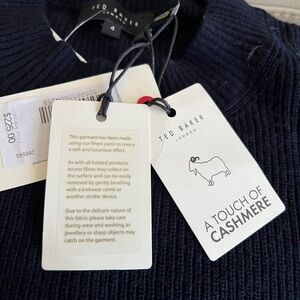 TED BAKER
LONDON
4
$225.00
This garment has been made
using our finest yarns to create
a soft and luxurious effect.
As with all knitted products
excess fibres may collect on
the surface and can be easily
removed by gently brushing
with a knitwear comb or
another similar device.
Due to the delicate nature of
this fabric please take care
during wear and washing, as
jewellery or sharp objects may
catch on the garment.
TED BAKER
LONDON
A TOUCH OF
CASHMERE